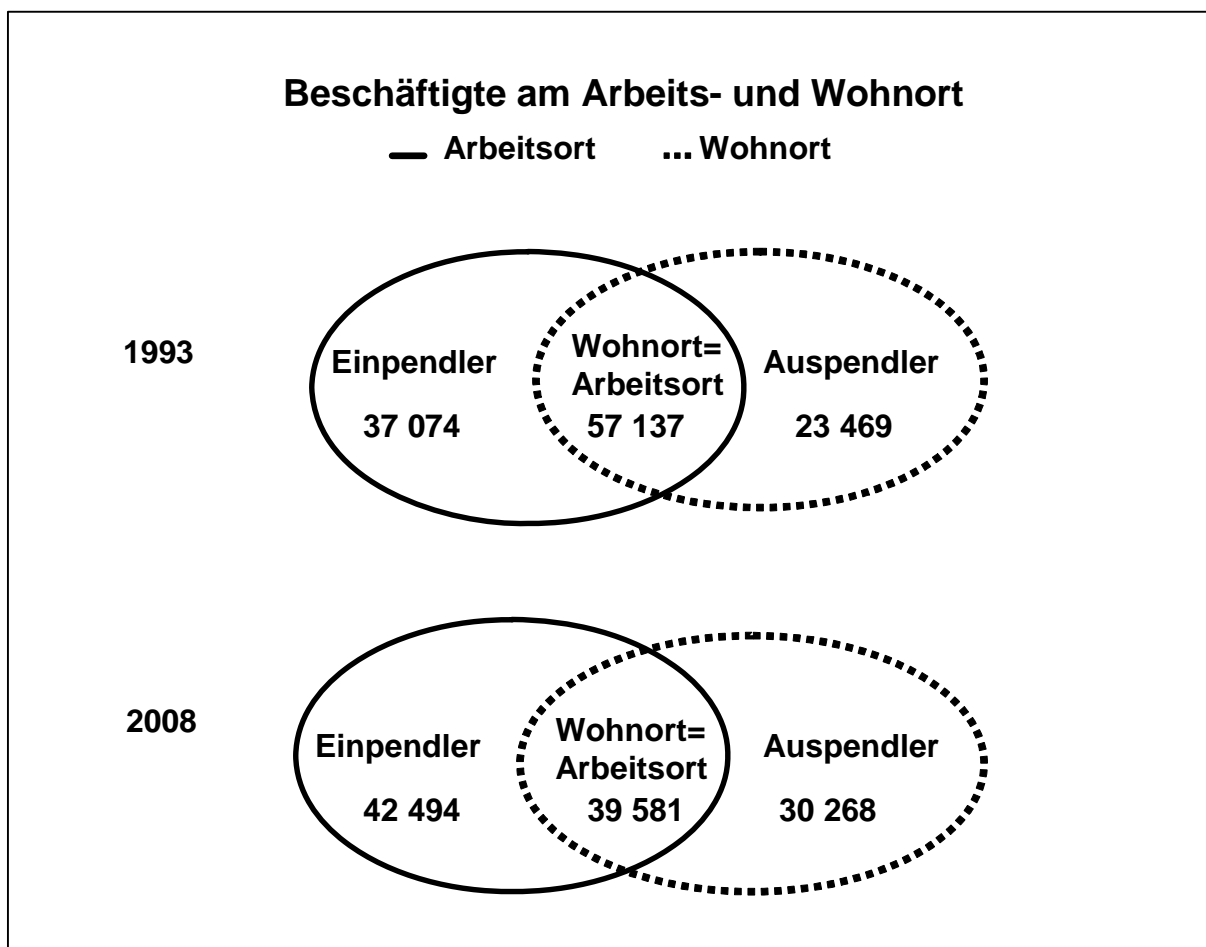 Beschäftigte am Arbeits- und Wohnort
Arbeitsort ... Wohnort
1993
Einpendler
37 074
Wohnort=
Arbeitsort
57 137
Auspendler
23 469
2008
Einpendler
42 494
Wohnort=
Arbeitsort
39 581
Auspendler
30 268